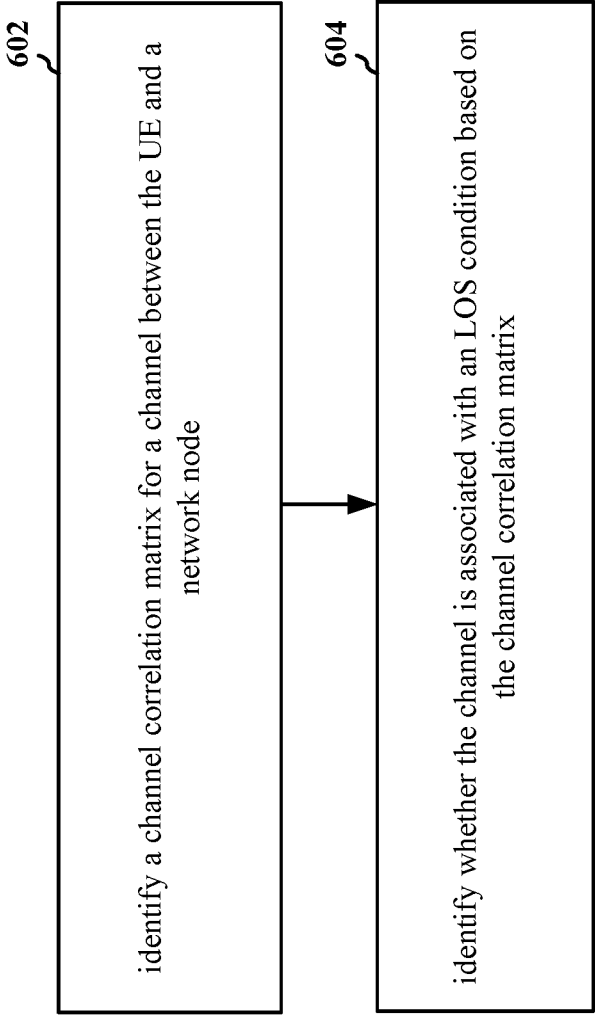 602
identify a channel correlation matrix for a channel between the UE and a
network node
604
identify whether the channel is associated with an LOS condition based on
the channel correlation matrix